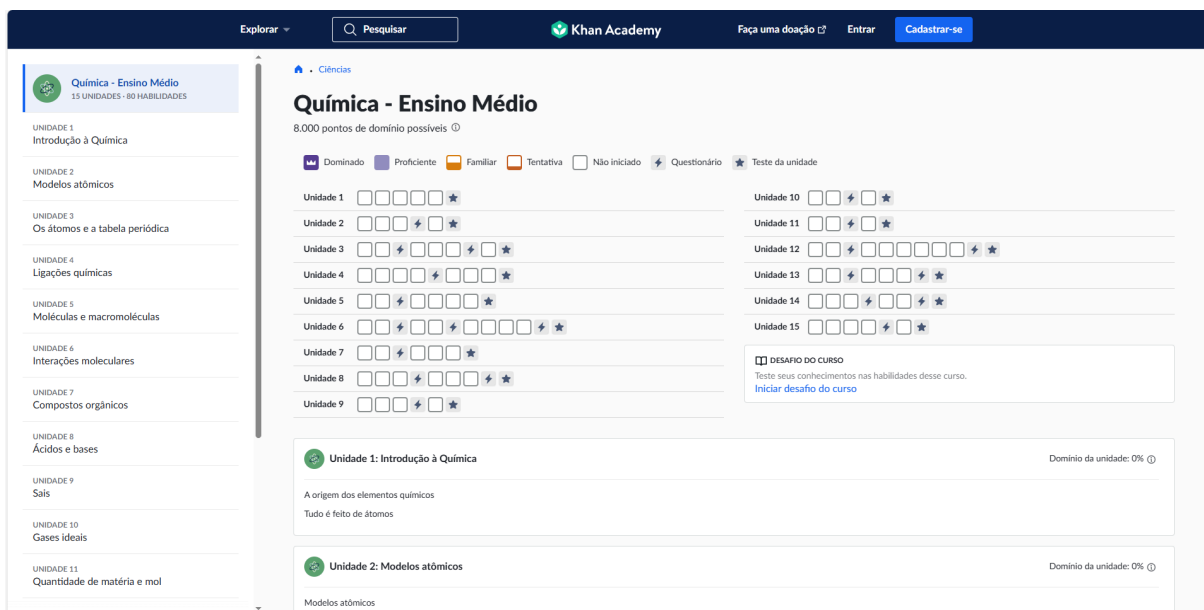 Explorar
Pesquisar
Khan Academy
Faça uma doação
Entrar
Cadastrar-se
Química - Ensino Médio
15 UNIDADES · 80 HABILIDADES
UNIDADE 1
Introdução à Química
UNIDADE 2
Modelos atômicos
UNIDADE 3
Os átomos e a tabela periódica
UNIDADE 4
Ligações químicas
UNIDADE 5
Moléculas e macromoléculas
UNIDADE 6
Interações moleculares
UNIDADE 7
Compostos orgânicos
UNIDADE 8
Ácidos e bases
UNIDADE 9
Sais
UNIDADE 10
Gases ideais
UNIDADE 11
Quantidade de matéria e mol
Ciências
Química - Ensino Médio
8.000 pontos de domínio possíveis
Dominado Proficiente Familiar Tentativa Não iniciado Questionário Teste da unidade
Unidade 1
Unidade 2
Unidade 3
Unidade 4
Unidade 5
Unidade 6
Unidade 7
Unidade 8
Unidade 9
Unidade 10
Unidade 11
Unidade 12
Unidade 13
Unidade 14
Unidade 15
DESAFIO DO CURSO
Teste seus conhecimentos nas habilidades desse curso.
Iniciar desafio do curso
Unidade 1: Introdução à Química
Domínio da unidade: 0%
A origem dos elementos químicos
Tudo é feito de átomos
Unidade 2: Modelos atômicos
Domínio da unidade: 0%
Modelos atômicos